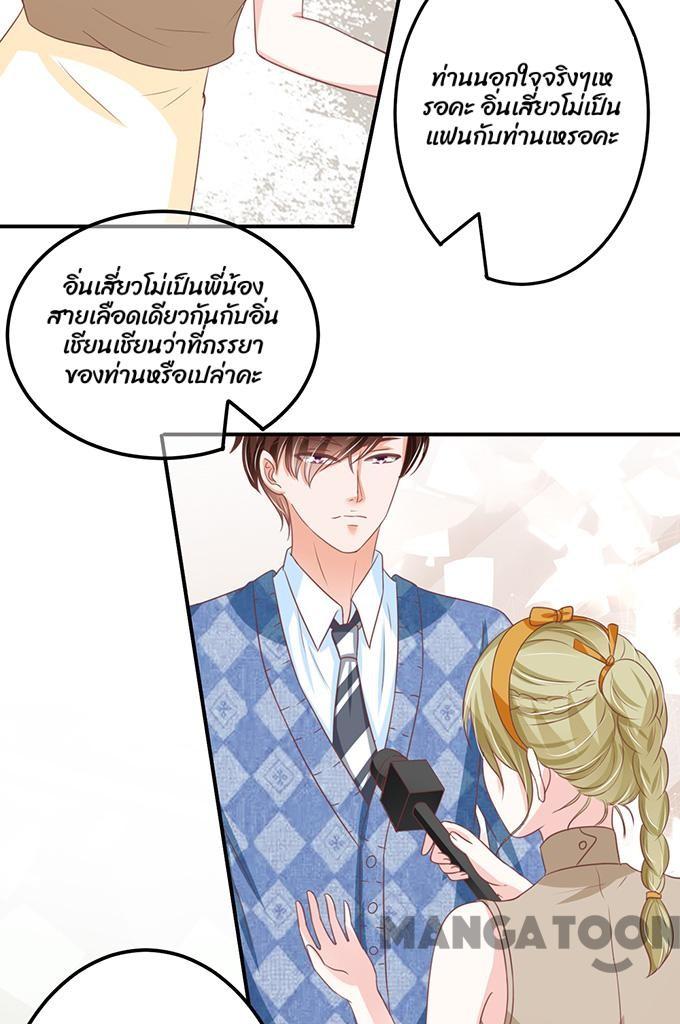 ท่านนอกใจจริงๆเห
รอคะ อิ่นเสี่ยวโม่เป็น
แฟนกับท่านเหรอคะ
อิ่นเสี่ยวโม่เป็นพี่น้อง
สายเลือดเดียวกันกับอิ่น
เชียนเชียนว่าที่ภรรยา
ของท่านหรือเปล่าคะ
MANGATOON